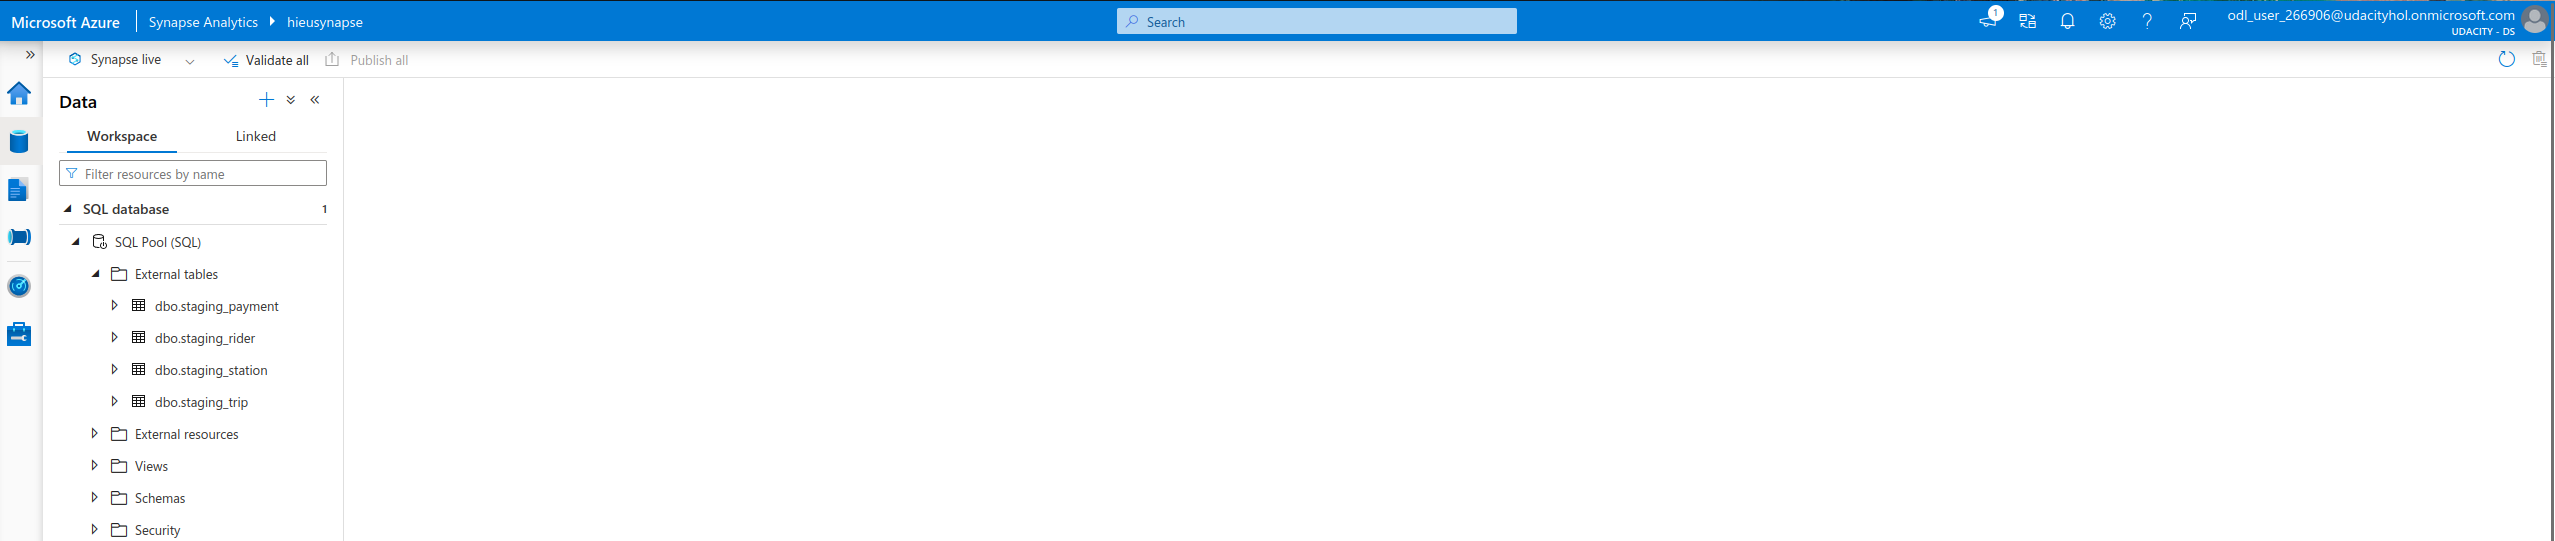 Microsoft Azure Synapse Analytics hieusynapse Search 1 ? odl_user_266906@udacityhol.onmicrosoft.com
UDACITY - DS
Synapse live Validate all Publish all
Data
Workspace Linked
Filter resources by name
SQL database 1
SQL Pool (SQL)
External tables
dbo.staging_payment
dbo.staging_rider
dbo.staging_station
dbo.staging_trip
External resources
Views
Schemas
Security